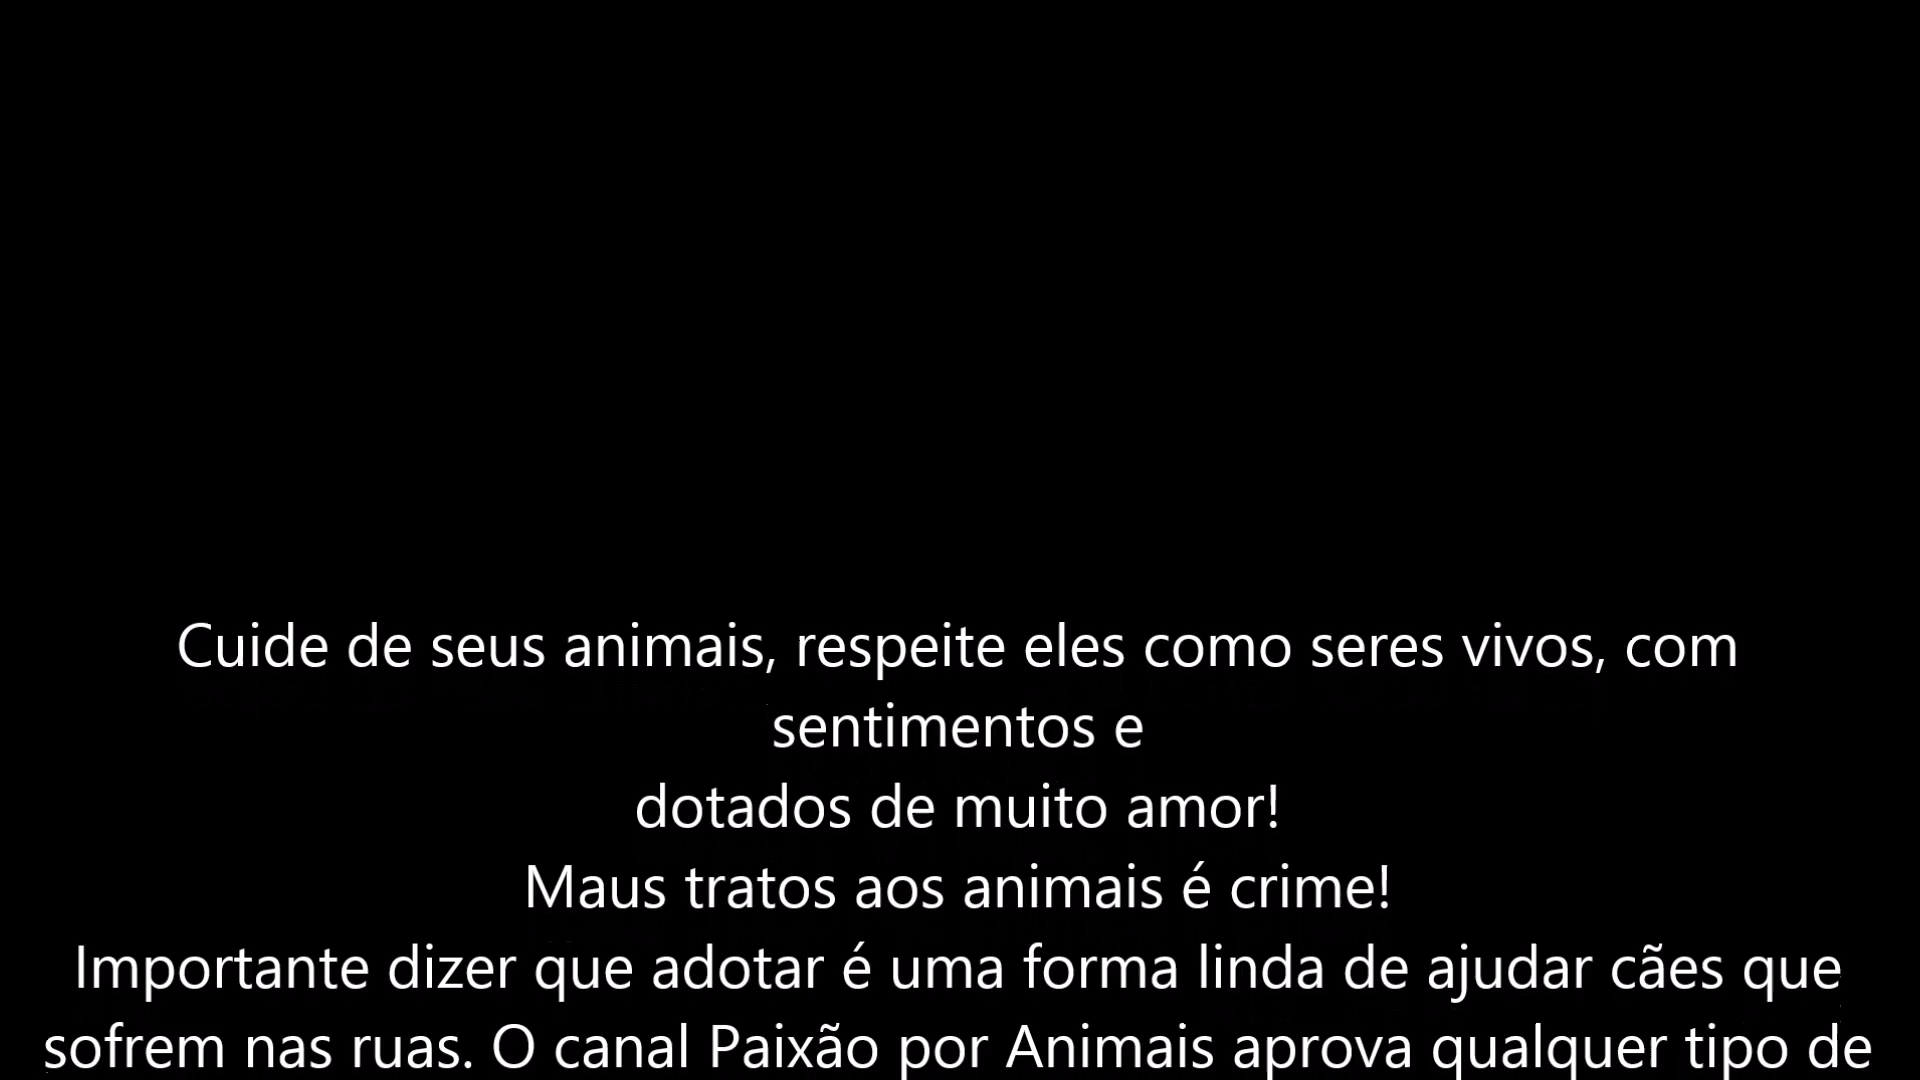 Cuide de seus animais, respeite eles como seres vivos, com
sentimentos e
dotados de muito amor!
Maus tratos aos animais é crime!
Importante dizer que adotar é uma forma linda de ajudar cães que
sofrem nas ruas. O canal Paixão por Animais aprova qualquer tipo de